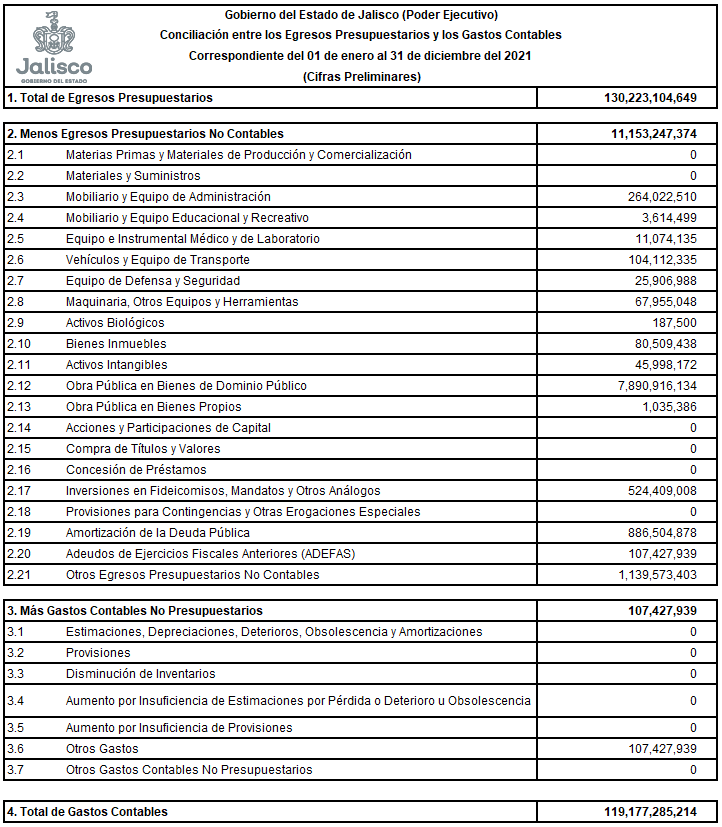 Jalisco
GOBIERNO DEL ESTADO
Gobierno del Estado de Jalisco (Poder Ejecutivo)
Conciliación entre los Egresos Presupuestarios y los Gastos Contables
Correspondiente del 01 de enero al 31 de diciembre del 2021
(Cifras Preliminares)
1. Total de Egresos Presupuestarios 130,223,104,649
2. Menos Egresos Presupuestarios No Contables 11,153,247,374
2.1 Materias Primas y Materiales de Producción y Comercialización 0
2.2 Materiales y Suministros 0
2.3 Mobiliario y Equipo de Administración 264,022,510
2.4 Mobiliario y Equipo Educacional y Recreativo 3,614,499
2.5 Equipo e Instrumental Médico y de Laboratorio 11,074,135
2.6 Vehículos y Equipo de Transporte 104,112,335
2.7 Equipo de Defensa y Seguridad 25,906,988
2.8 Maquinaria, Otros Equipos y Herramientas 67,955,048
2.9 Activos Biológicos 187,500
2.10 Bienes Inmuebles 80,509,438
2.11 Activos Intangibles 45,998,172
2.12 Obra Pública en Bienes de Dominio Público 7,890,916,134
2.13 Obra Pública en Bienes Propios 1,035,386
2.14 Acciones y Participaciones de Capital 0
2.15 Compra de Títulos y Valores 0
2.16 Concesión de Préstamos 0
2.17 Inversiones en Fideicomisos, Mandatos y Otros Análogos 524,409,008
2.18 Provisiones para Contingencias y Otras Erogaciones Especiales 0
2.19 Amortización de la Deuda Pública 886,504,878
2.20 Adeudos de Ejercicios Fiscales Anteriores (ADEFAS) 107,427,939
2.21 Otros Egresos Presupuestarios No Contables 1,139,573,403
3. Más Gastos Contables No Presupuestarios 107,427,939
3.1 Estimaciones, Depreciaciones, Deterioros, Obsolescencia y Amortizaciones 0
3.2 Provisiones 0
3.3 Disminución de Inventarios 0
3.4 Aumento por Insuficiencia de Estimaciones por Pérdida o Deterioro u Obsolescencia 0
3.5 Aumento por Insuficiencia de Provisiones 0
3.6 Otros Gastos 107,427,939
3.7 Otros Gastos Contables No Presupuestarios 0
4. Total de Gastos Contables 119,177,285,214